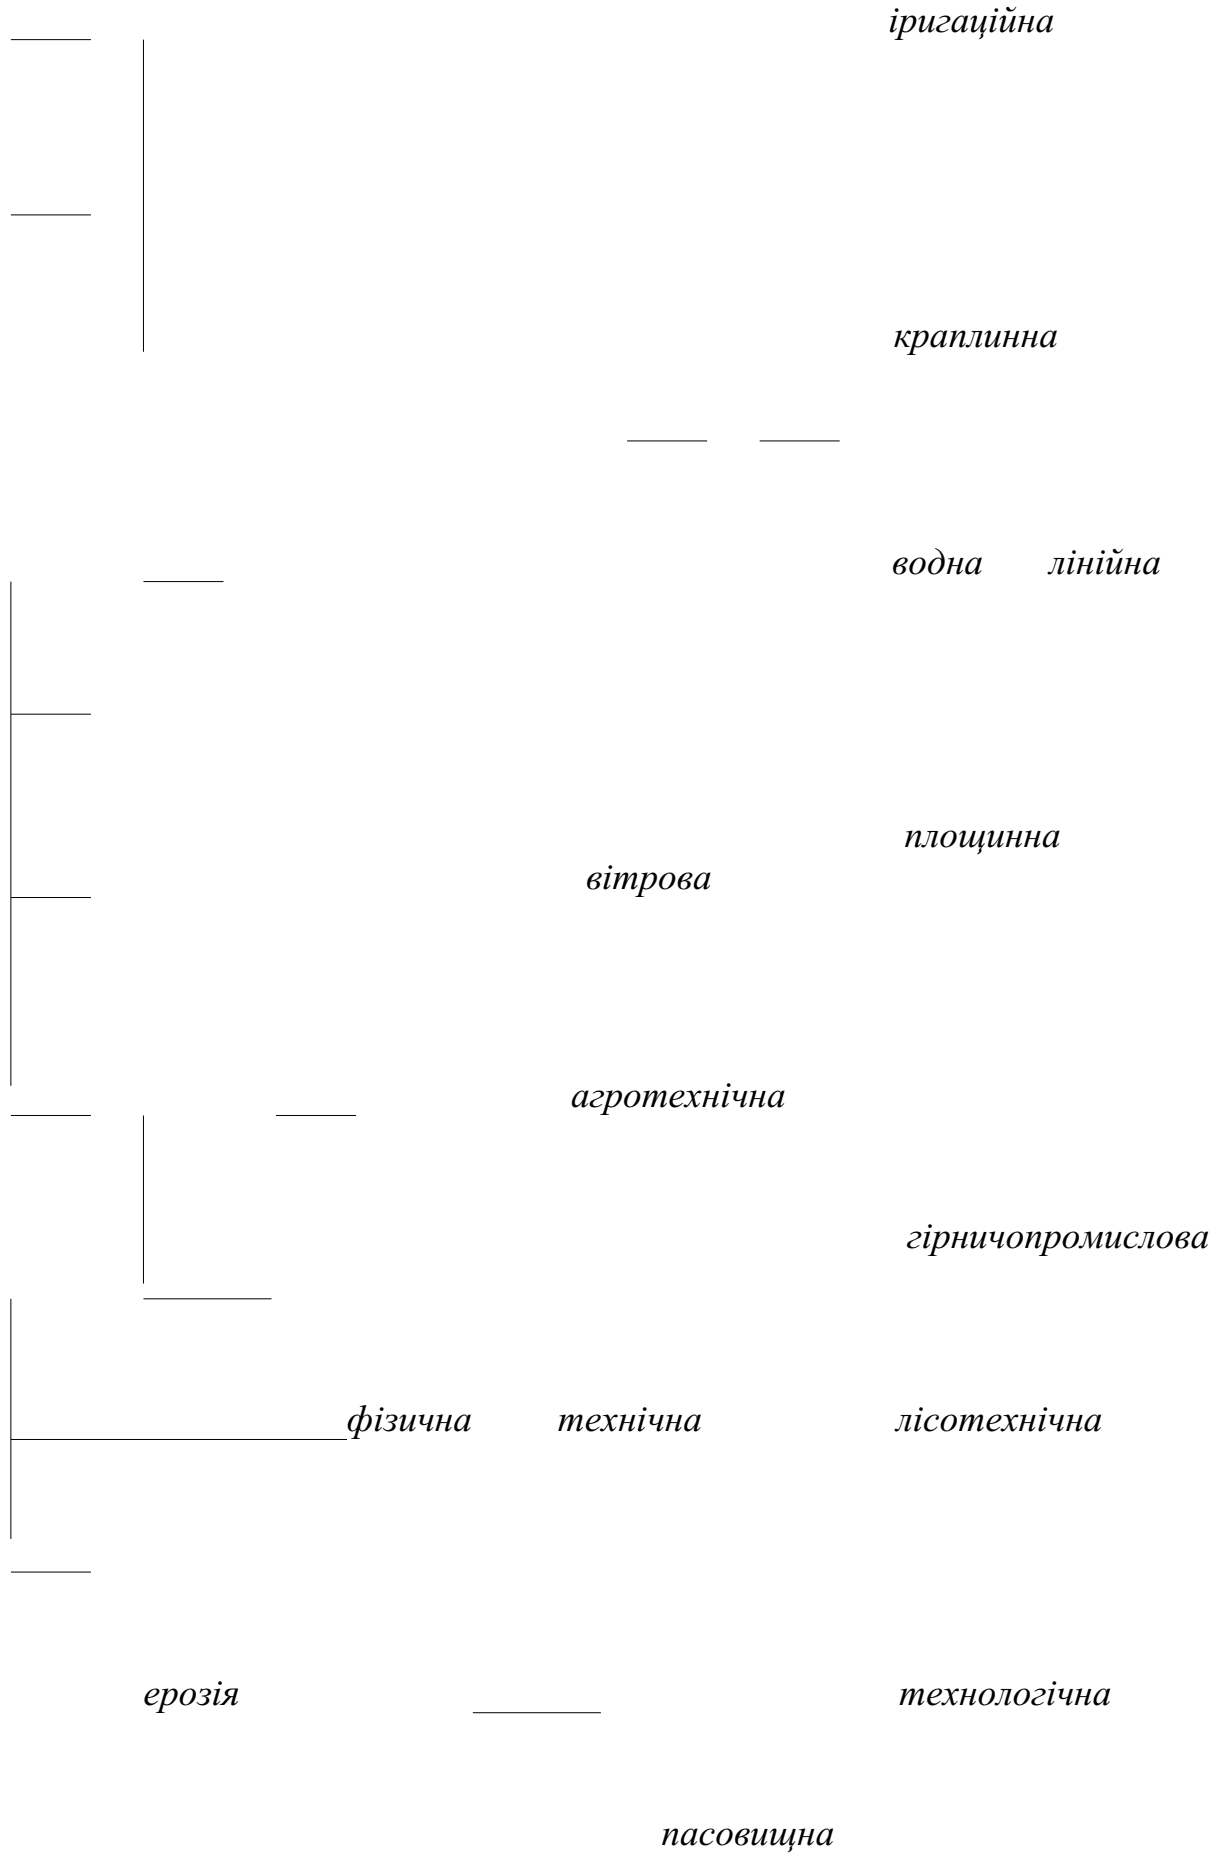 іригаційна
краплинна
водна лінійна
площинна
вітрова
агротехнічна
гірничопромислова
фізична технічна лісотехнічна
ерозія технологічна
пасовищна